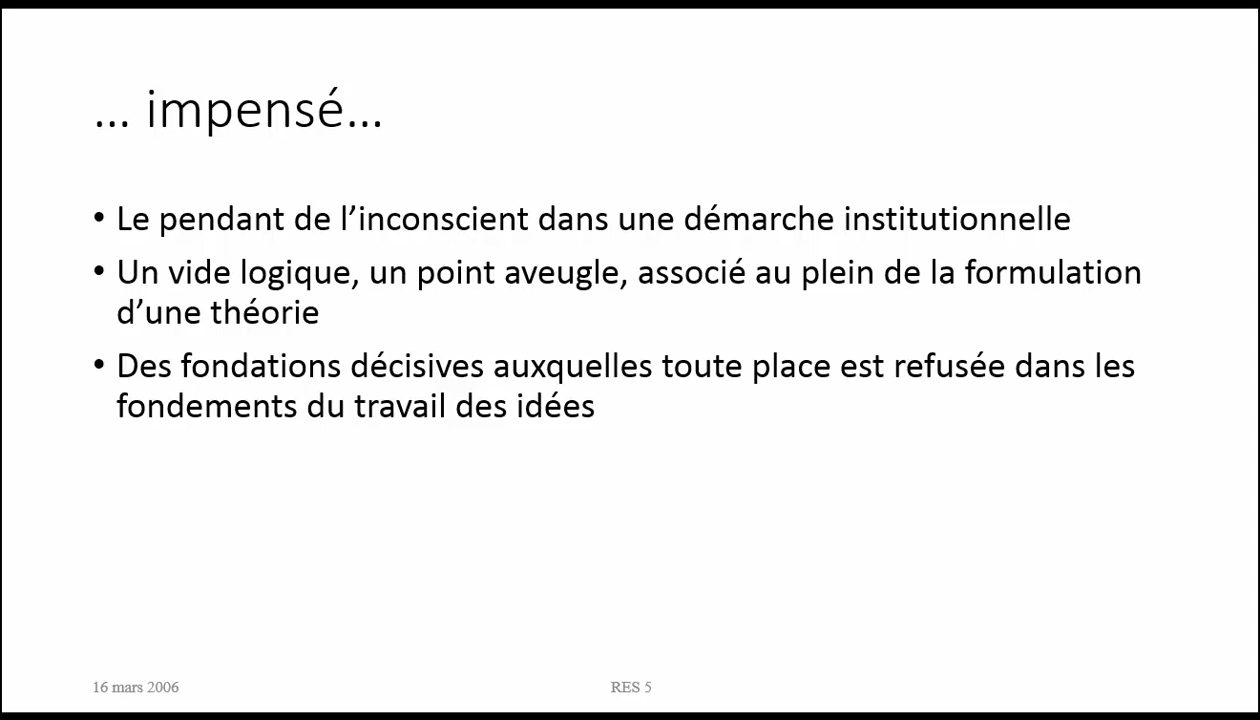 ... impensé...
• Le pendant de l’inconscient dans une démarche institutionnelle
• Un vide logique, un point aveugle, associé au plein de la formulation
d’une théorie
• Des fondations décisives auxquelles toute place est refusée dans les
fondements du travail des idées
16 mars 2006
RES 5